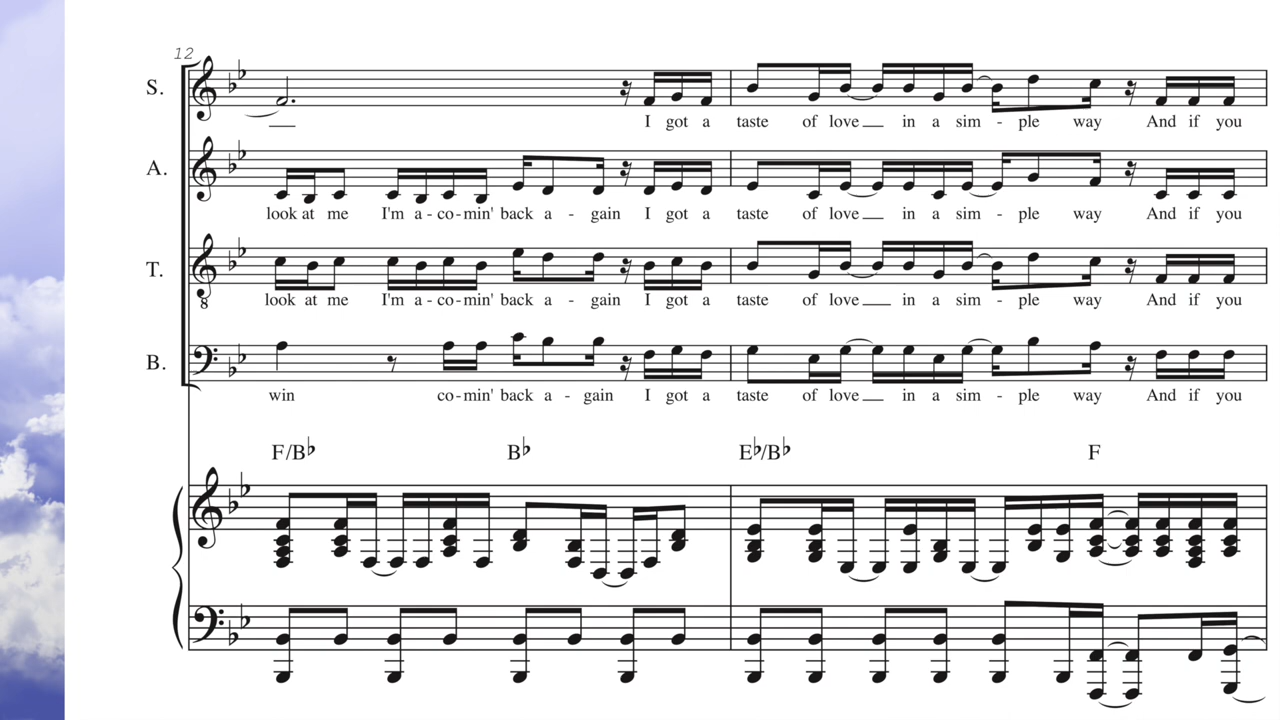 12
S.
I got a taste of love in a sim - ple way And if you
A.
look at me I'm a - co - min' back a - gain I got a taste of love in a sim - ple way And if you
T.
8
look at me I'm a - co - min' back a - gain I got a taste of love in a sim - ple way And if you
B.
win co - min' back a - gain I got a taste of love in a sim - ple way And if you
F/B♭ B♭ E♭/B♭ F